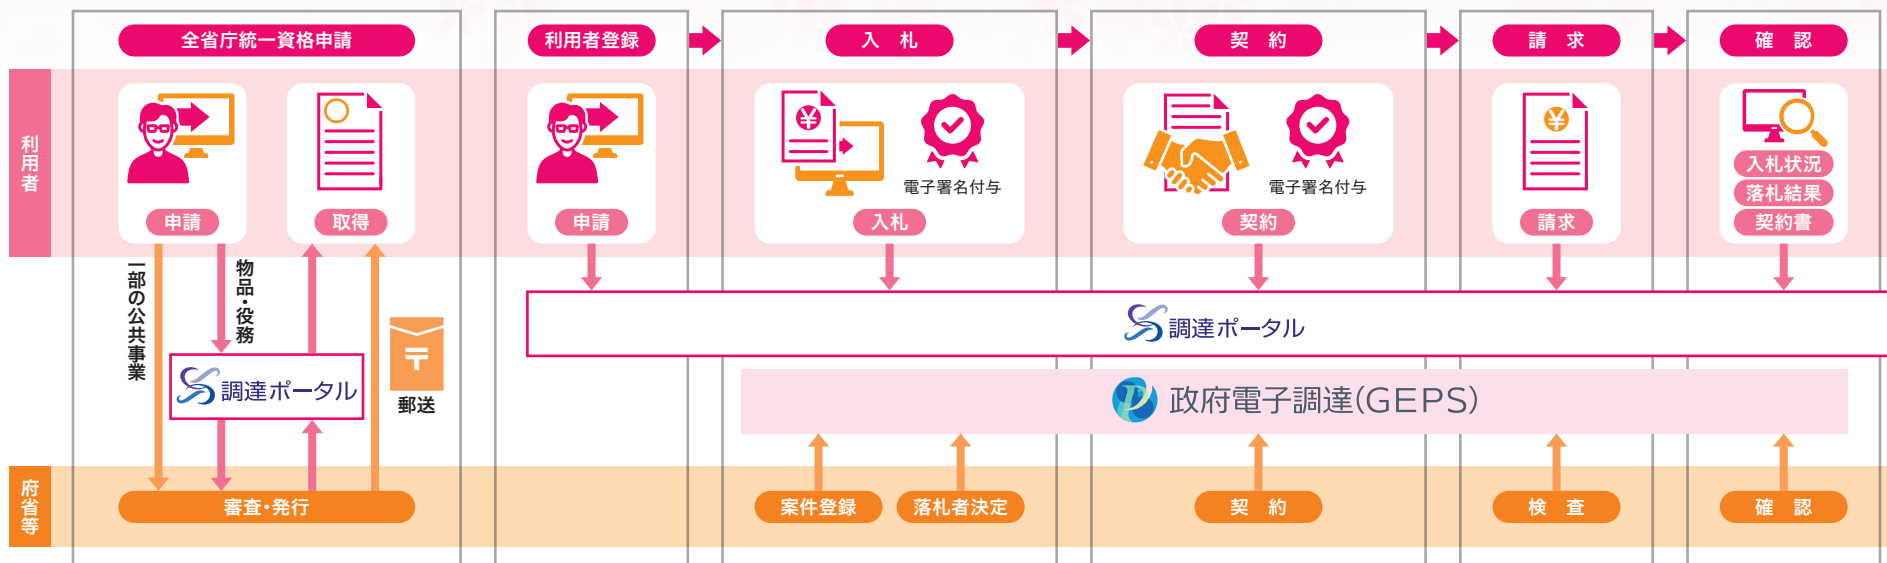 全省庁統一資格申請
利用者登録
入 札
契 約
請 求
確 認
利用者
申請
取得
申請
電子署名付与
入札
電子署名付与
契約
¥
請求
入札状況
落札結果
契約書
一部の公共事業
物品・役務
調達ポータル
〒
郵送
調達ポータル
政府電子調達(GEPS)
府省等
審査・発行
案件登録
落札者決定
契 約
検 査
確 認